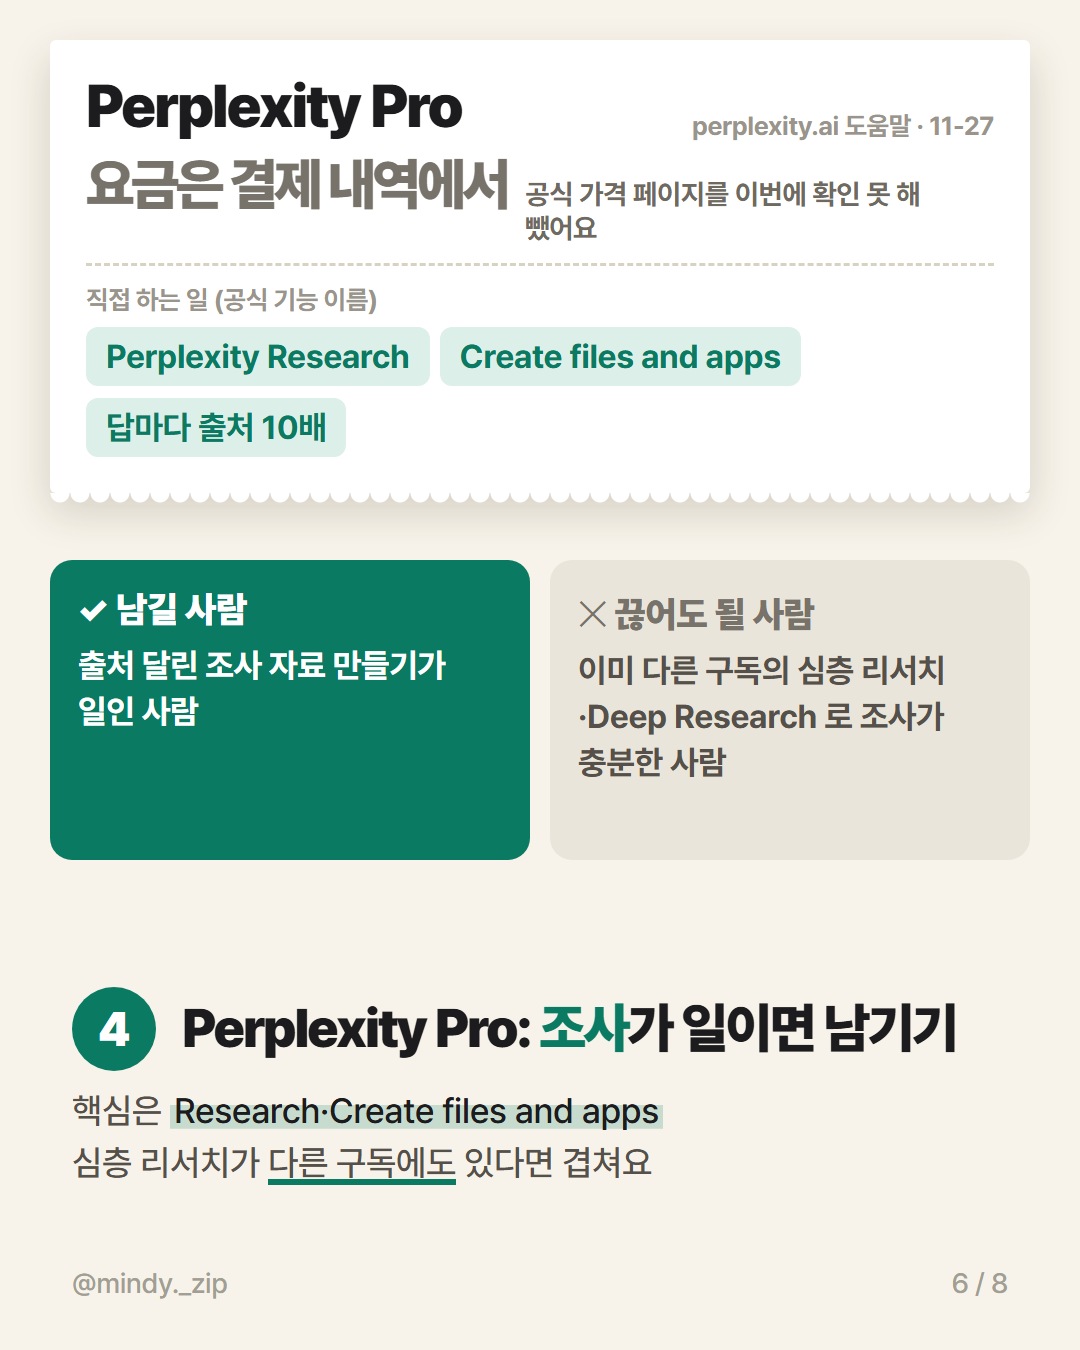 Perplexity Pro
perplexity.ai 도움말 · 11-27
요금은 결제 내역에서
공식 가격 페이지를 이번에 확인 못 해
뺐어요
직접 하는 일 (공식 기능 이름)
Perplexity Research
Create files and apps
답마다 출처 10배
✔ 남길 사람
출처 달린 조사 자료 만들기가
일인 사람
✕ 끊어도 될 사람
이미 다른 구독의 심층 리서치
·Deep Research 로 조사가
충분한 사람
4
Perplexity Pro: 조사가 일이면 남기기
핵심은 Research·Create files and apps
심층 리서치가 다른 구독에도 있다면 겹쳐요
@mindy._zip
6 / 8